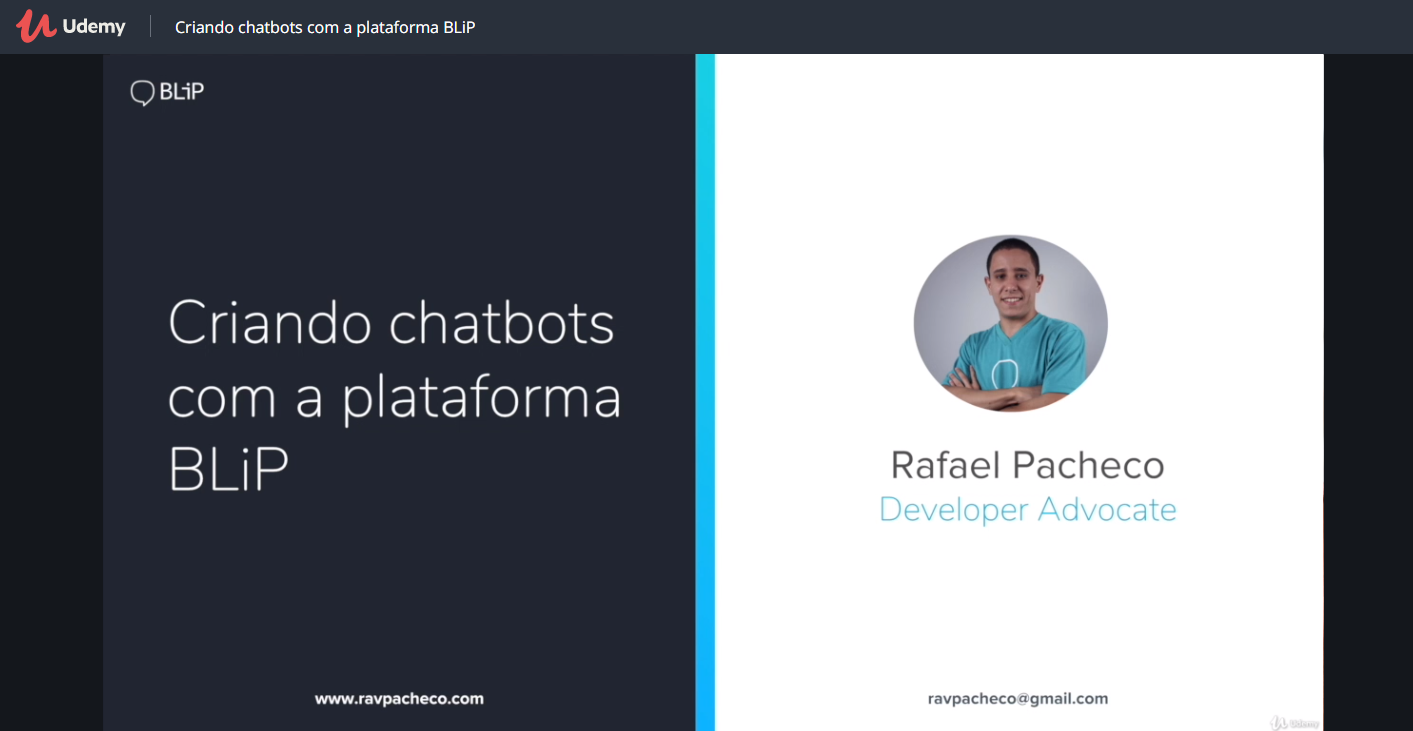 Udemy
Criando chatbots com a plataforma BLiP
BLiP
Criando chatbots
com a plataforma
BLiP
www.ravpacheco.com
Rafael Pacheco
Developer Advocate
ravpacheco@gmail.com
Udemy